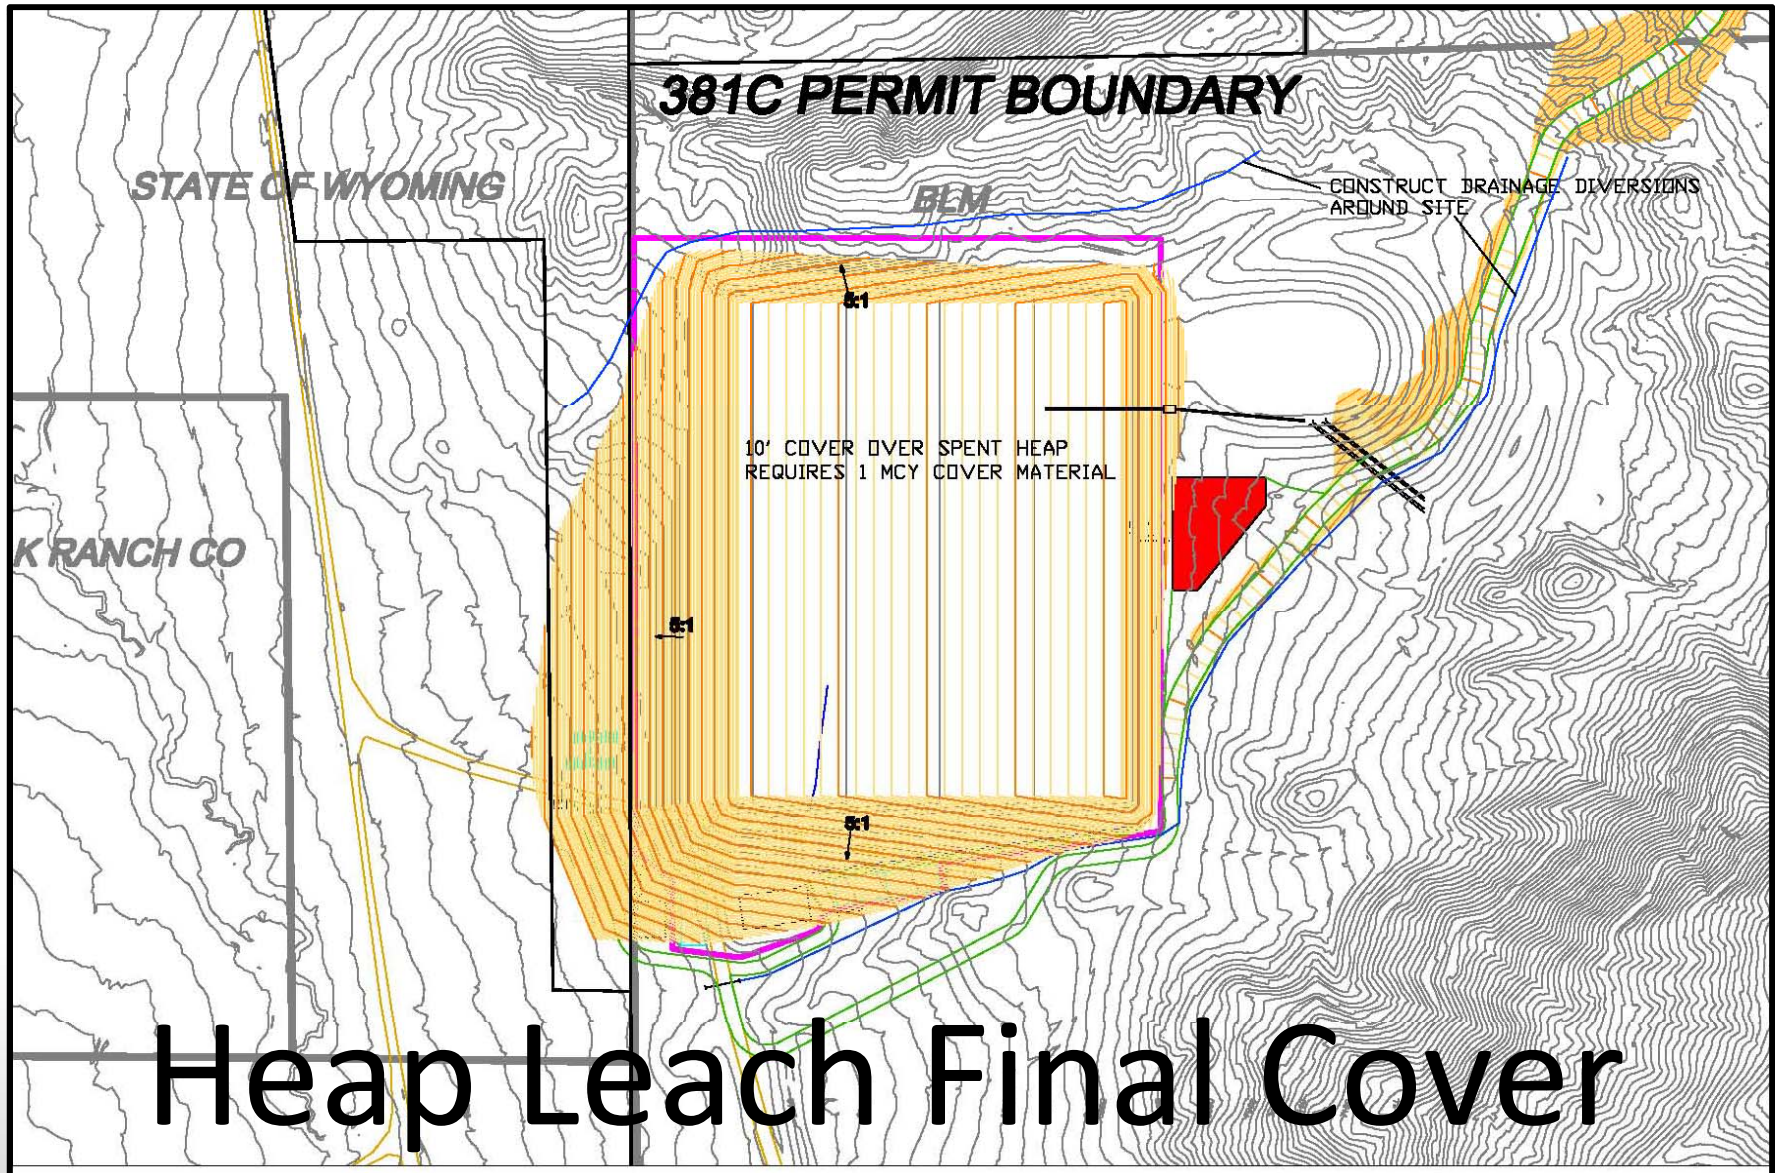 381C PERMIT BOUNDARY
STATE OF WYOMING
BLM
CONSTRUCT DRAINAGE DIVERSIONS
AROUND SITE
5:1
10' COVER OVER SPENT HEAP
REQUIRES 1 MCY COVER MATERIAL
K RANCH CO
5:1
5:1
Heap Leach Final Cover